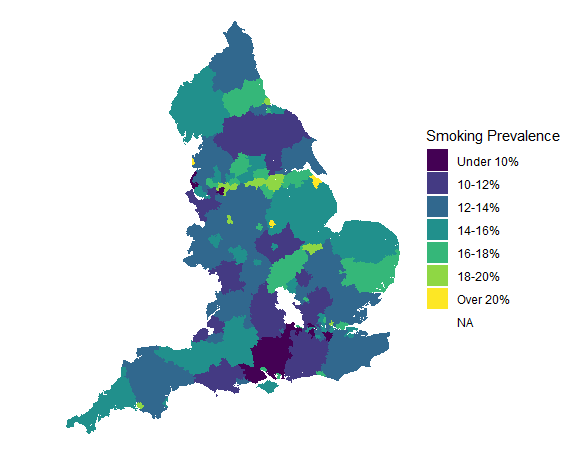 Smoking Prevalence
Under 10%
10-12%
12-14%
14-16%
16-18%
18-20%
Over 20%
NA